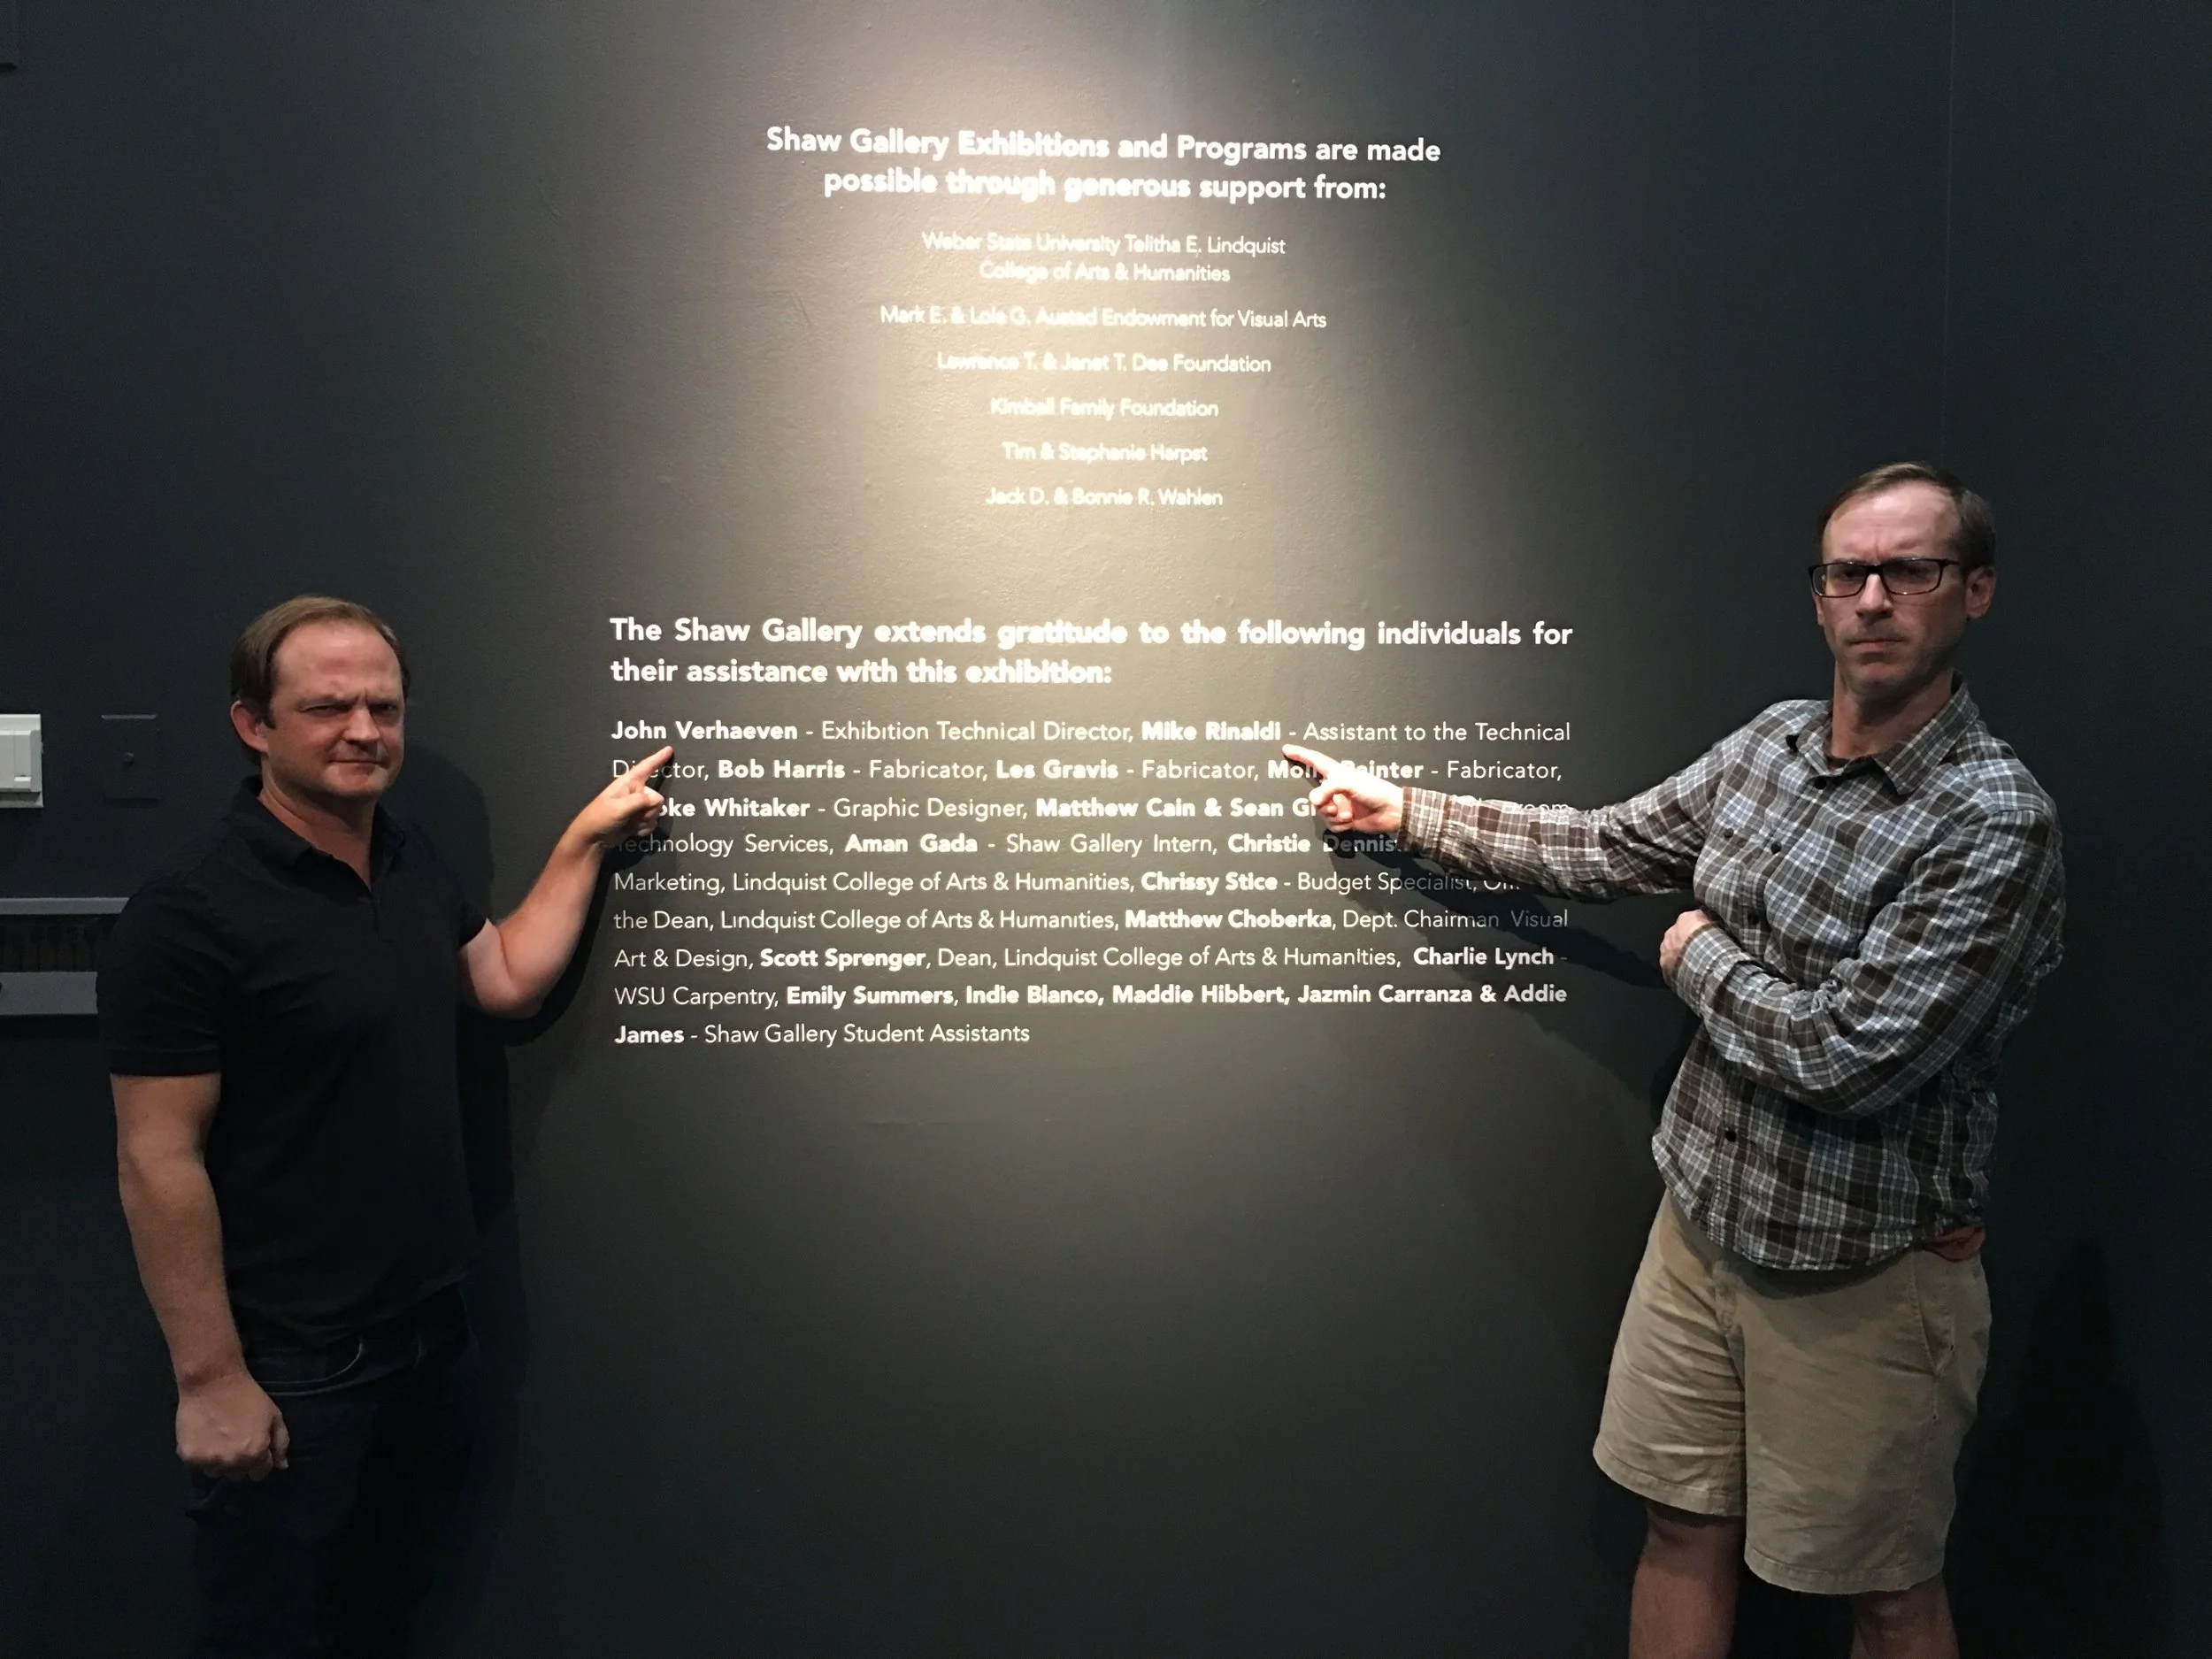 Shaw Gallery Exhibitions and Programs are made
possible through generous support from:
Weber State University Telitha E. Lindquist
College of Arts & Humanities
Mark E. & Lola G. Austad Endowment for Visual Arts
Lawrence T. & Janet T. Dee Foundation
Kimball Family Foundation
Tim & Stephanie Harpst
Jack D. & Bonnie R. Wahlen
The Shaw Gallery extends gratitude to the following individuals for
their assistance with this exhibition:
John Verhaeven - Exhibition Technical Director, Mike Rinaldi - Assistant to the Technical
Director, Bob Harris - Fabricator, Les Gravis - Fabricator, Painter - Fabricator,
Whitaker - Graphic Designer, Matthew Cain & Sean
Technology Services, Aman Gada - Shaw Gallery Intern, Christie
Marketing, Lindquist College of Arts & Humanities, Chrissy Stice - Budget Specialist,
the Dean, Lindquist College of Arts & Humanities, Matthew Choberka, Dept. Chairman Visual
Art & Design, Scott Sprenger, Dean, Lindquist College of Arts & Humanities, Charlie Lynch -
WSU Carpentry, Emily Summers, Indie Blanco, Maddie Hibbert, Jazmin Carranza & Addie
James - Shaw Gallery Student Assistants